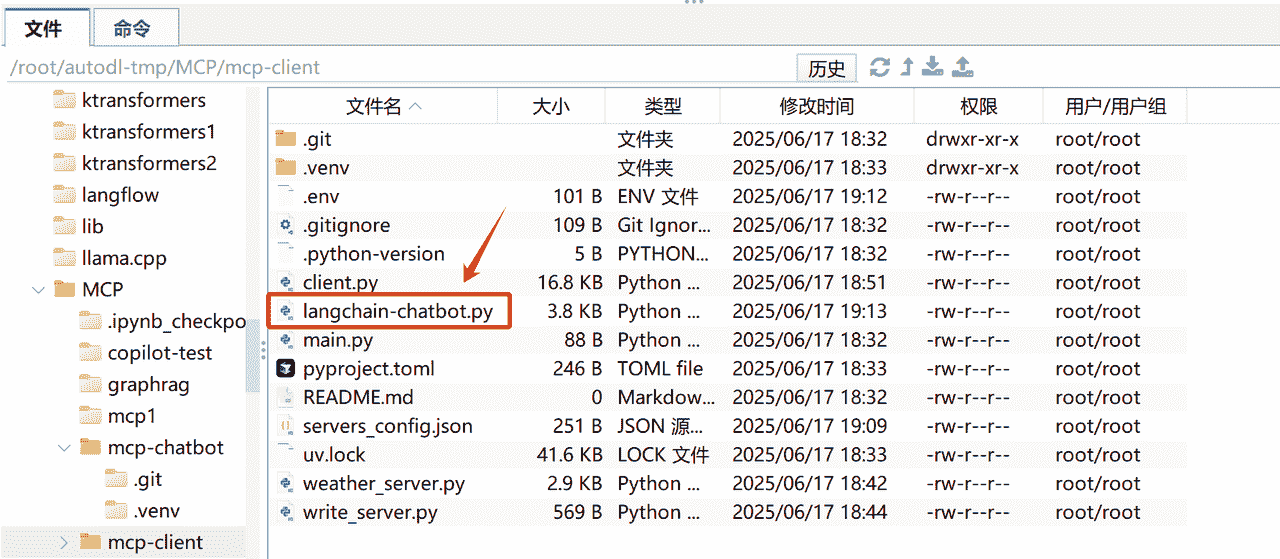 文件 命令
/root/autodl-tmp/MCP/mcp-client 历史
ktransformers
ktransformers1
ktransformers2
langflow
lib
llama.cpp
MCP
.ipynb_checkpo
copilot-test
graphrag
mcp1
mcp-chatbot
.git
.venv
mcp-client
文件名 大小 类型 修改时间 权限 用户/用户组
.git 文件夹 2025/06/17 18:32 drwxr-xr-x root/root
.venv 文件夹 2025/06/17 18:33 drwxr-xr-x root/root
.env 101 B ENV 文件 2025/06/17 19:12 -rw-r--r-- root/root
.gitignore 109 B Git Ignor... 2025/06/17 18:32 -rw-r--r-- root/root
.python-version 5 B PYTHON... 2025/06/17 18:32 -rw-r--r-- root/root
client.py 16.8 KB Python ... 2025/06/17 18:51 -rw-r--r-- root/root
langchain-chatbot.py 3.8 KB Python ... 2025/06/17 19:13 -rw-r--r-- root/root
main.py 88 B Python ... 2025/06/17 18:32 -rw-r--r-- root/root
pyproject.toml 246 B TOML file 2025/06/17 18:33 -rw-r--r-- root/root
README.md 0 Markdow... 2025/06/17 18:32 -rw-r--r-- root/root
servers_config.json 251 B JSON 源... 2025/06/17 19:09 -rw-r--r-- root/root
uv.lock 41.6 KB LOCK 文件 2025/06/17 18:33 -rw-r--r-- root/root
weather_server.py 2.9 KB Python ... 2025/06/17 18:42 -rw-r--r-- root/root
write_server.py 569 B Python ... 2025/06/17 18:44 -rw-r--r-- root/root